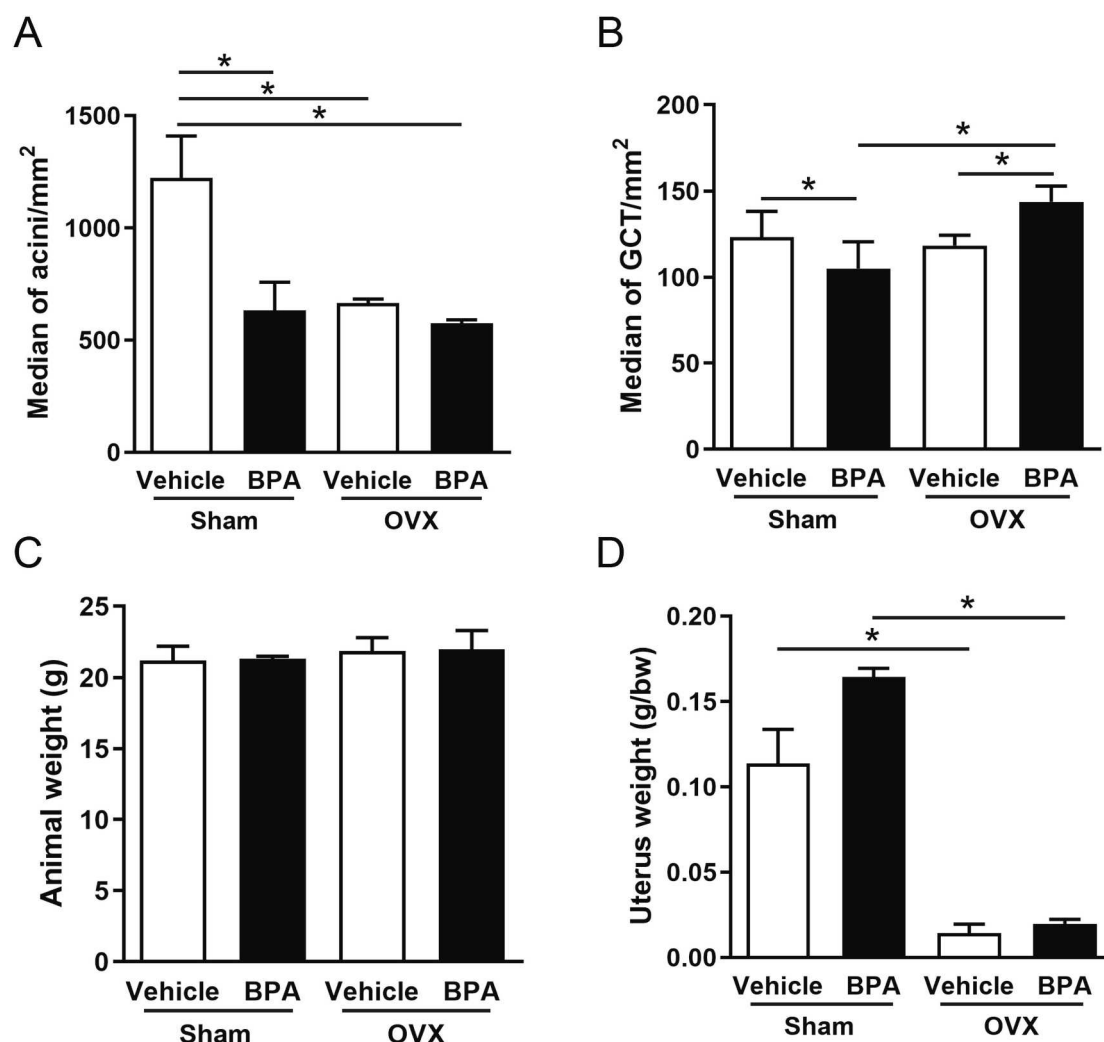 A
* 
*
*
Median of acini/mm²
1500
1000
500
0
Vehicle BPA Vehicle BPA
Sham OVX
B
*
*
*
Median of GCT/mm²
200
150
100
50
0
Vehicle BPA Vehicle BPA
Sham OVX
C
Animal weight (g)
25
20
15
10
5
0
Vehicle BPA Vehicle BPA
Sham OVX
D
*
*
Uterus weight (g/bw)
0.20
0.15
0.10
0.05
0.00
Vehicle BPA Vehicle BPA
Sham OVX